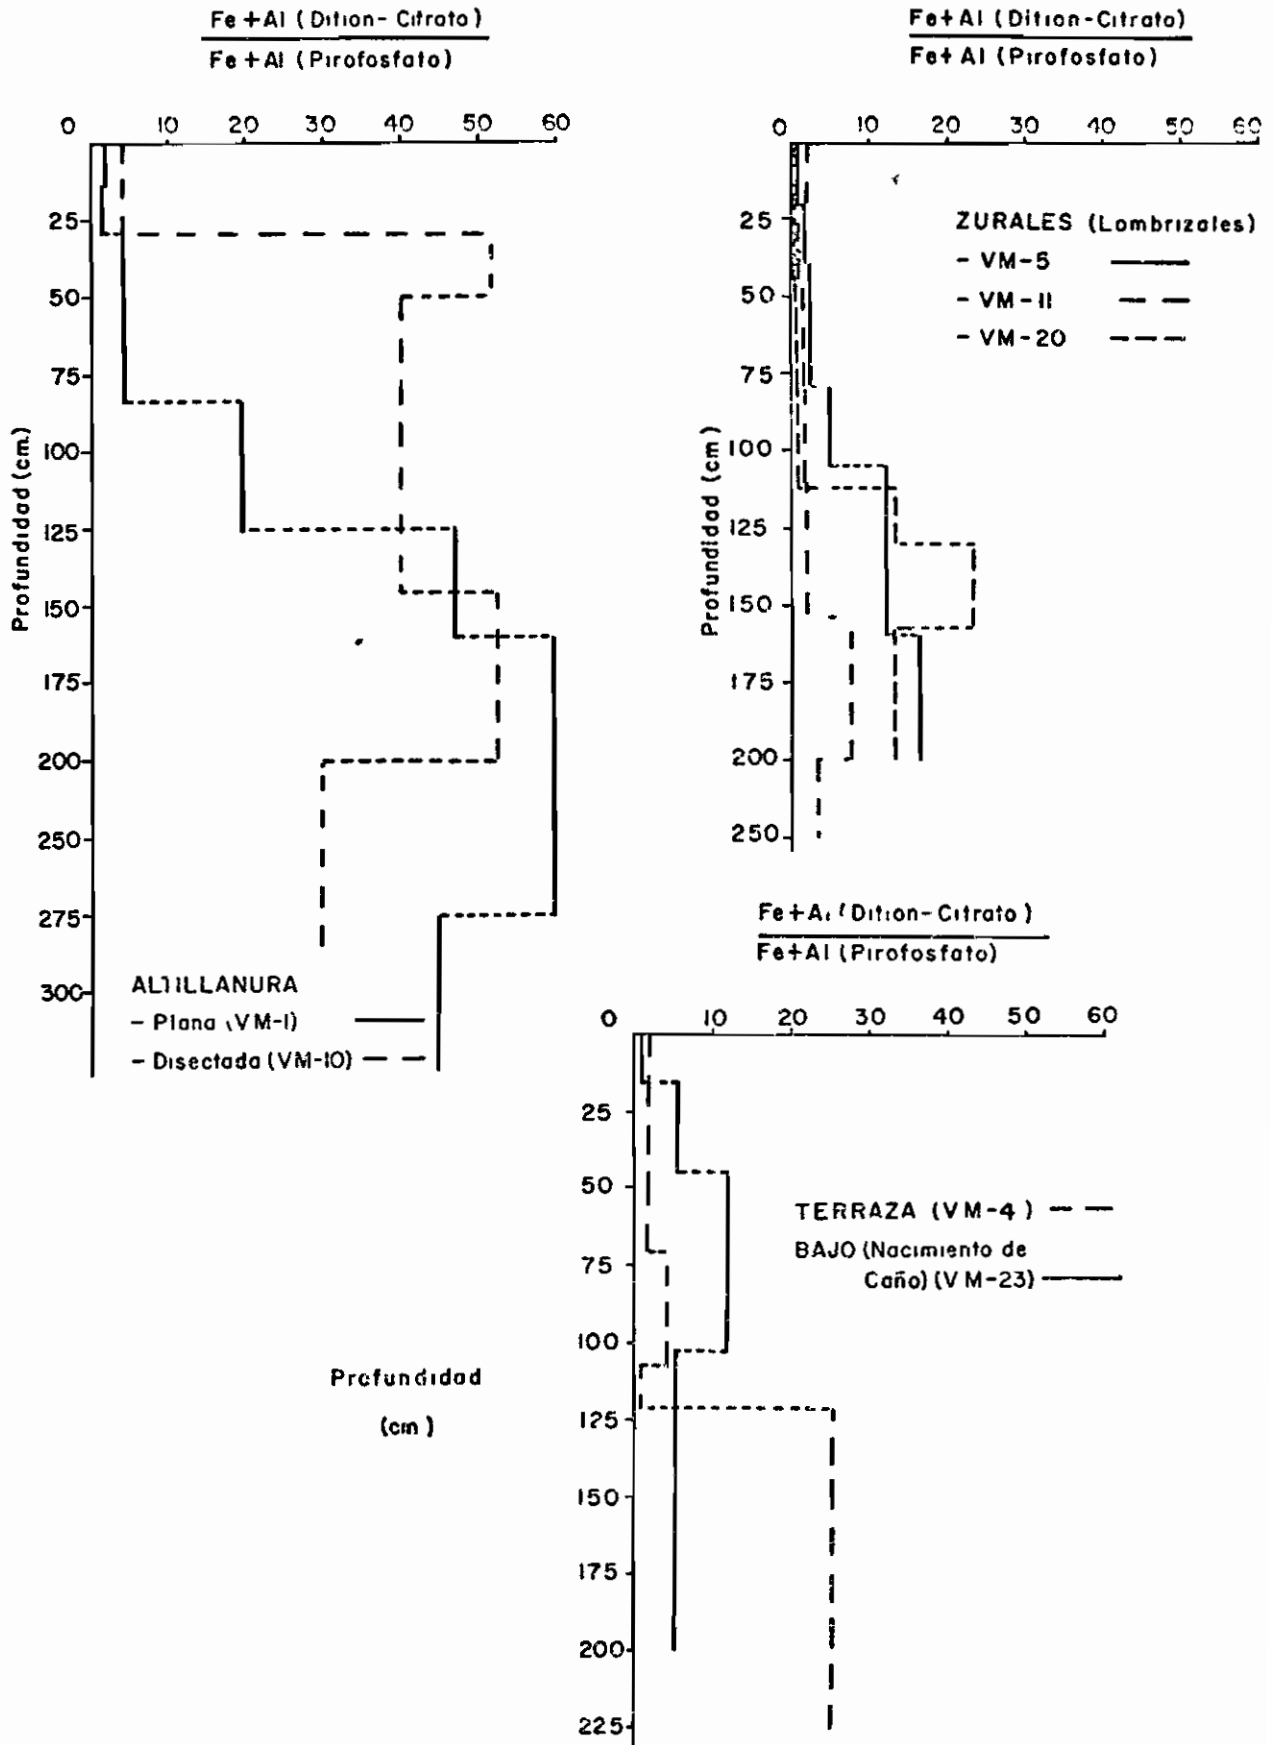 Fe+Al (Dition-Citrato)
Fe+Al (Pirofosfato)
0 10 20 30 40 50 60
25
50
75
100
125
150
175
200
250
275
300
Profundidad (cm.)
ALTILLANURA
- Plana (VM-1)
- Disectada (VM-10)
Fe+Al (Dition-Citrato)
Fe+Al (Pirofosfato)
0 10 20 30 40 50 60
25
50
75
100
125
150
175
200
250
Profundidad (cm)
ZURALES (Lombrizales)
- VM-5
- VM-11
- VM-20
Fe+Al (Dition-Citrato)
Fe+Al (Pirofosfato)
0 10 20 30 40 50 60
25
50
75
100
125
150
175
200
225
Profundidad
(cm)
TERRAZA (VM-4)
BAJO (Nacimiento de
Caño) (VM-23)